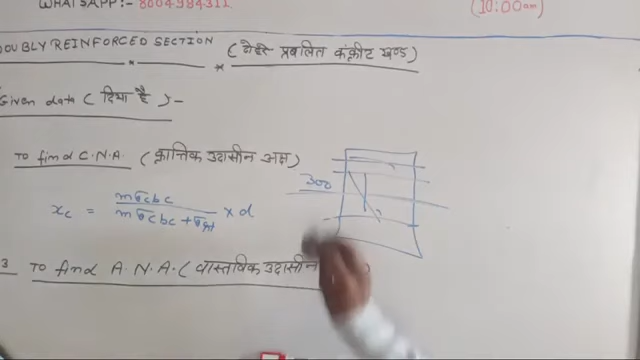 WHATSAPP:- 8004984311
(10:00am)
DOUBLY REINFORCED SECTION (दोहरे प्रबलित कंक्रीट खण्ड)
Given data (दिया है) -
To find C.N.A. (क्रान्तिक उदासीन अक्ष)
xc = mσcbc / mσcbc + σst × d
300
3 To find A.N.A. (वास्तविक उदासीन